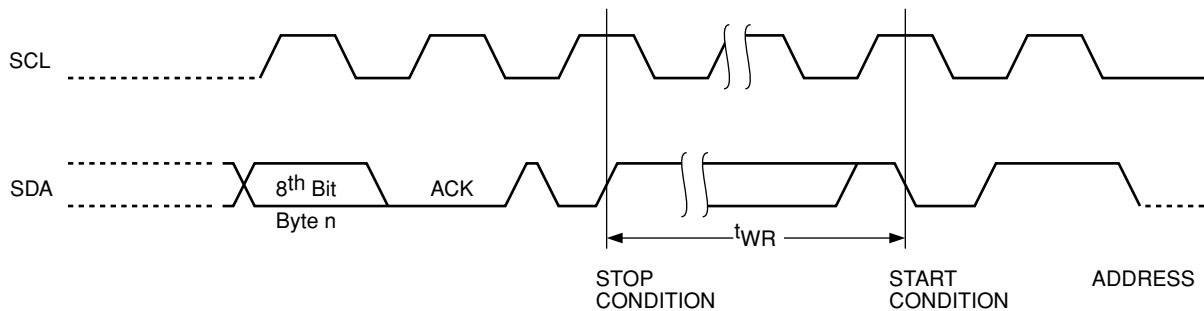 SCL
SDA
8th Bit
ACK
Byte n
tWR
STOP
CONDITION
START
CONDITION
ADDRESS